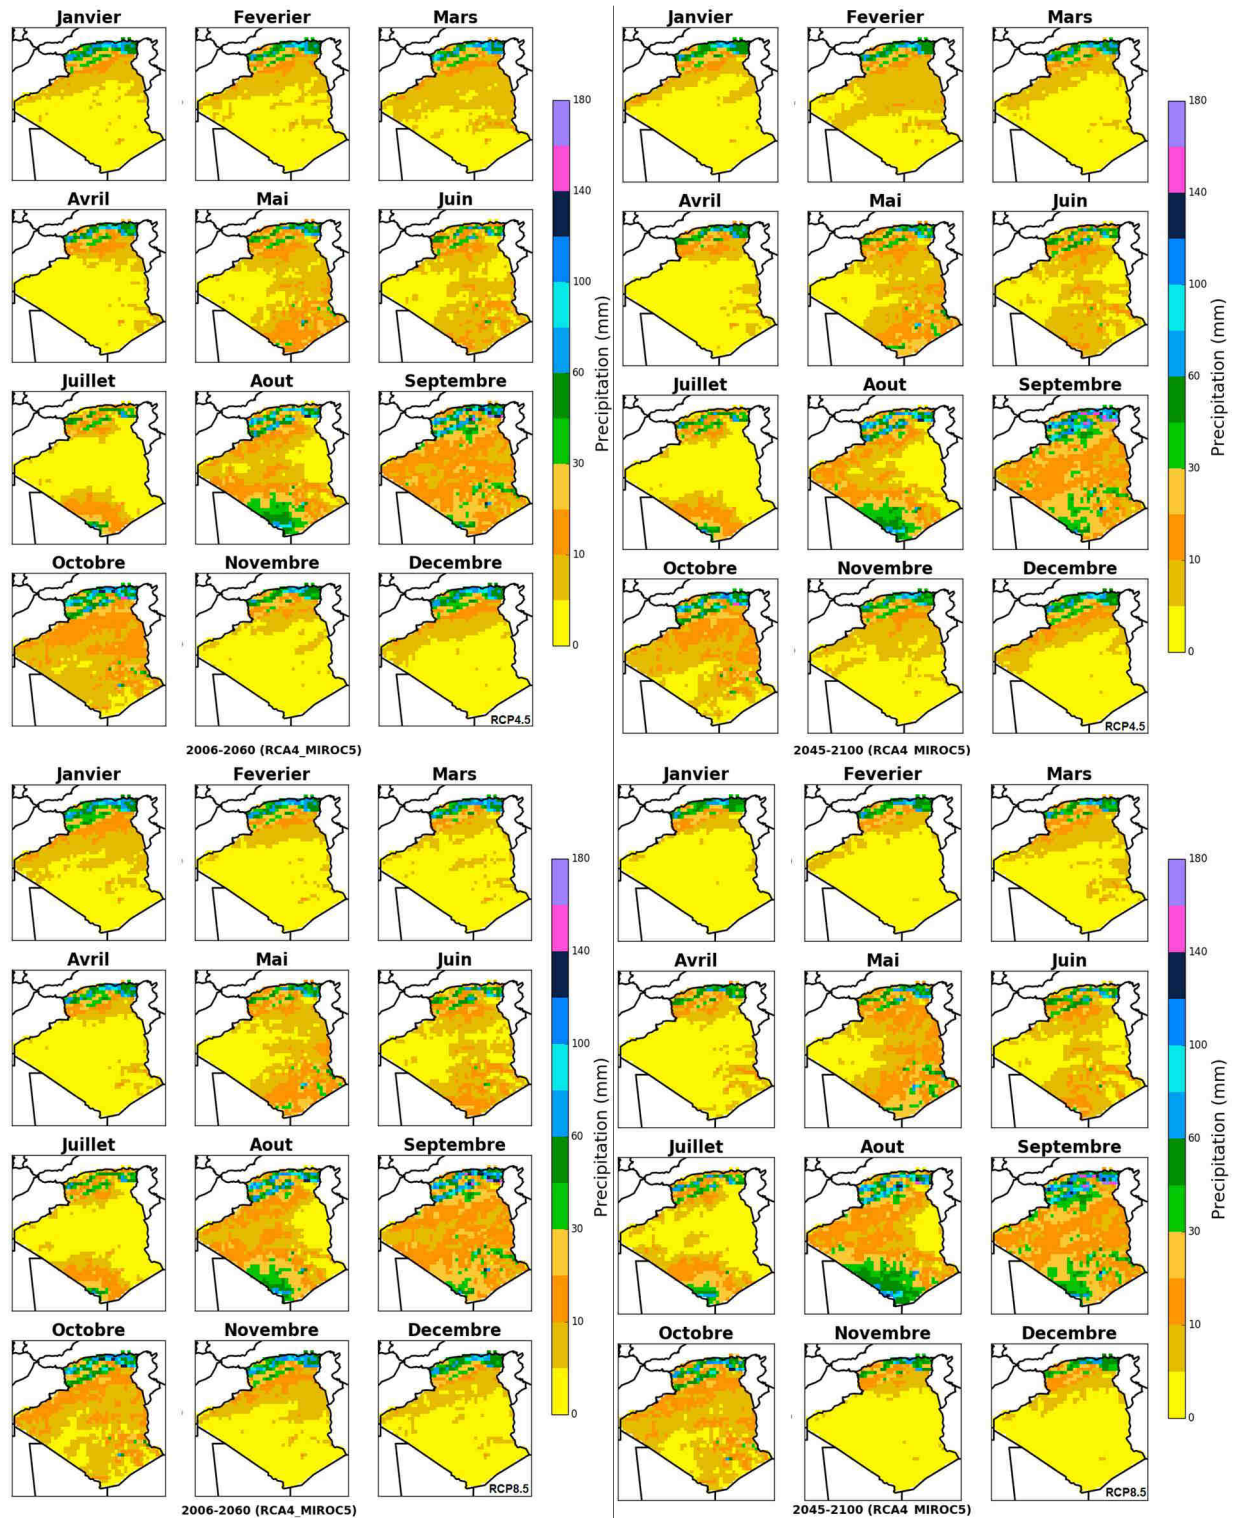 Janvier Feverier Mars
Avril Mai Juin
Juillet Aout Septembre
Octobre Novembre Decembre
180
140
100
60
30
10
0
Precipitation (mm)
RCP4.5
2006-2060 (RCA4_MIROC5)
Janvier Feverier Mars
Avril Mai Juin
Juillet Aout Septembre
Octobre Novembre Decembre
180
140
100
60
30
10
0
Precipitation (mm)
RCP4.5
2045-2100 (RCA4 MIROC5)
Janvier Feverier Mars
Avril Mai Juin
Juillet Aout Septembre
Octobre Novembre Decembre
180
140
100
60
30
10
0
Precipitation (mm)
RCP8.5
2006-2060 (RCA4_MIROC5)
Janvier Feverier Mars
Avril Mai Juin
Juillet Aout Septembre
Octobre Novembre Decembre
180
140
100
60
30
10
0
Precipitation (mm)
RCP8.5
2045-2100 (RCA4 MIROC5)